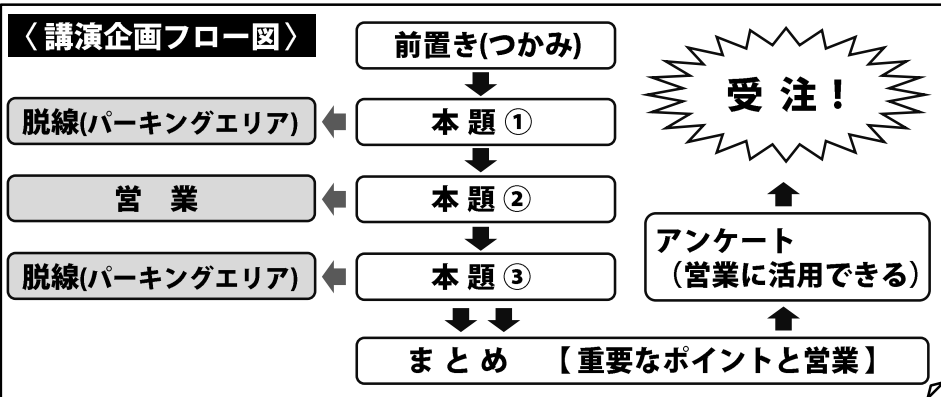 〈 講演企画フロー図 〉
前置き(つかみ)
脱線(パーキングエリア)
本 題 ①
営　業
本 題 ②
脱線(パーキングエリア)
本 題 ③
ま と め　【 重要なポイントと営業 】
アンケート
（営業に活用できる）
受 注！